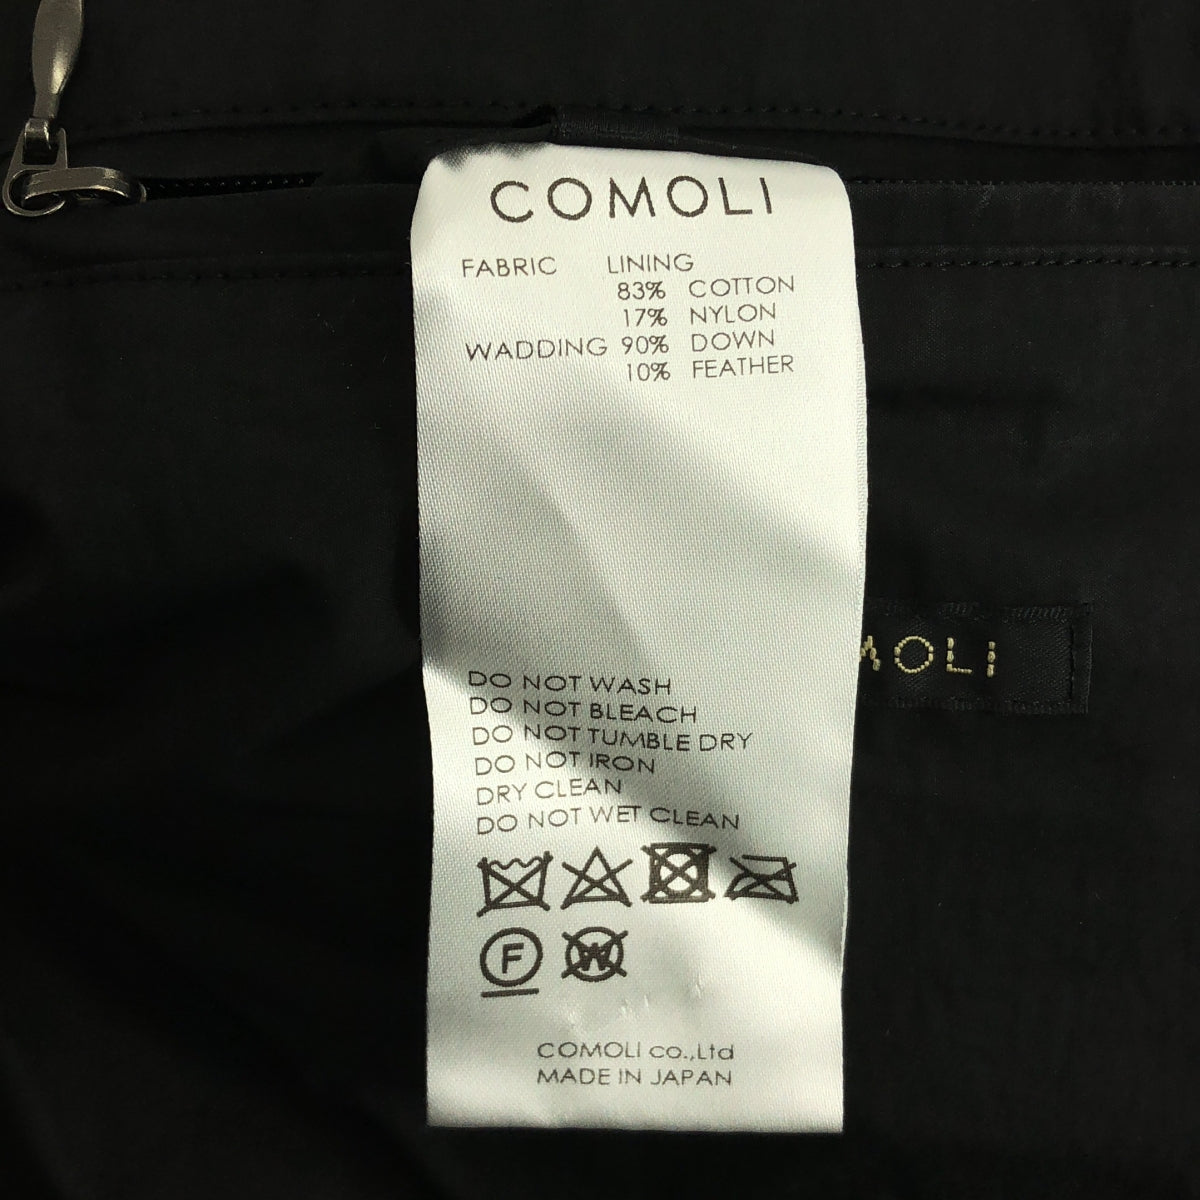 COMOLI
FABRIC LINING
83% COTTON
17% NYLON
WADDING 90% DOWN
10% FEATHER
MOLI
DO NOT WASH
DO NOT BLEACH
DO NOT TUMBLE DRY
DO NOT IRON
DRY CLEAN
DO NOT WET CLEAN
F W
COMOLI co.,Ltd
MADE IN JAPAN